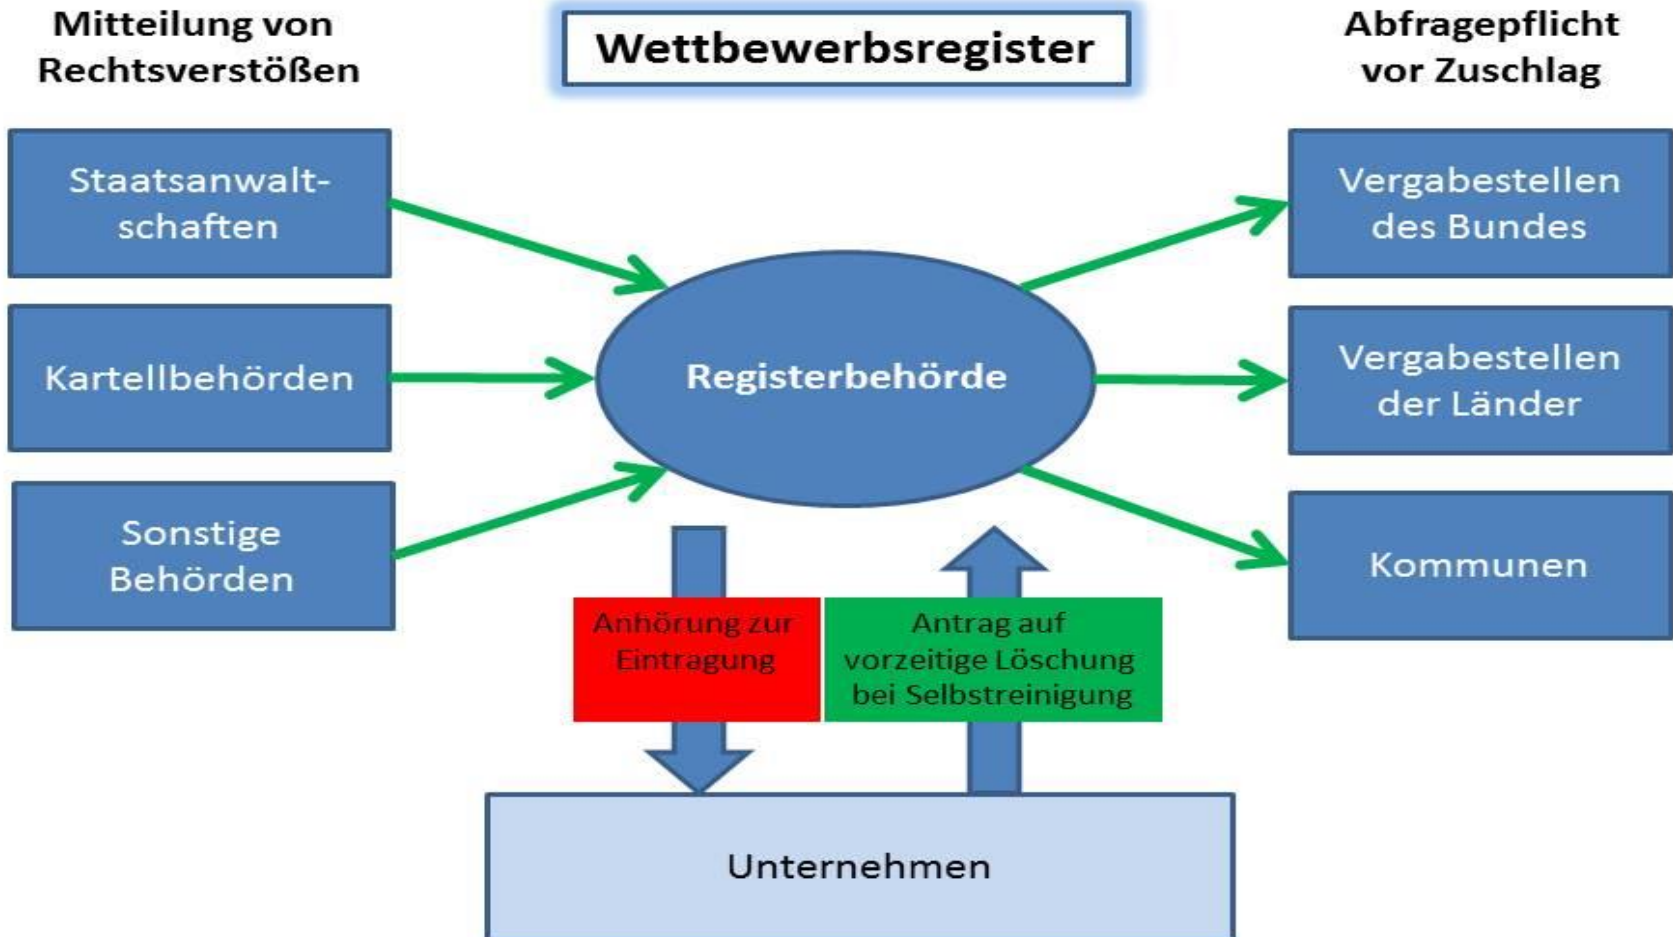 Mitteilung von
Rechtsverstößen
Wettbewerbsregister
Abfragepflicht
vor Zuschlag
Staatsanwalt-
schaften
Kartellbehörden
Sonstige
Behörden
Registerbehörde
Vergabestellen
des Bundes
Vergabestellen
der Länder
Kommunen
Anhörung zur
Eintragung
Antrag auf
vorzeitige Löschung
bei Selbstreinigung
Unternehmen